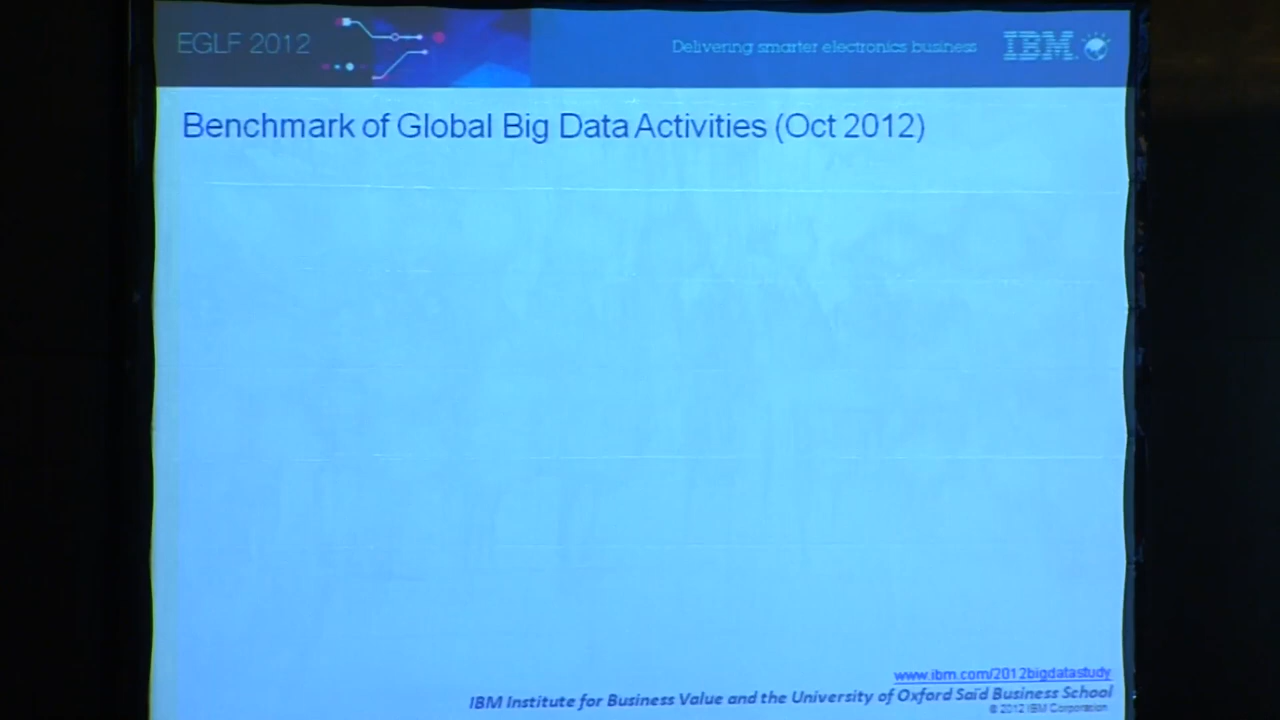 EGLF 2012
Delivering smarter electronics business
IBM
Benchmark of Global Big Data Activities (Oct 2012)
www.ibm.com/2012bigdatastudy
IBM Institute for Business Value and the University of Oxford Saïd Business School
© 2012 IBM Corporation